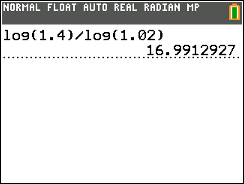 NORMAL FLOAT AUTO REAL RADIAN MP
log(1.4)/log(1.02)
16.9912927